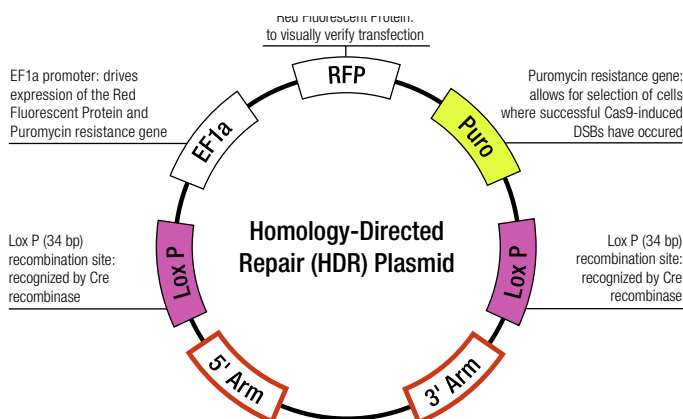 Red Fluorescent Protein:
to visually verify transfection
RFP
EF1a promoter: drives
expression of the Red
Fluorescent Protein and
Puromycin resistance gene
Puromycin resistance gene:
allows for selection of cells
where successful Cas9-induced
DSBs have occured
EF1a
Puro
Homology-Directed
Repair (HDR) Plasmid
Lox P (34 bp)
recombination site:
recognized by Cre
recombinase
Lox P
Lox P
Lox P (34 bp)
recombination site:
recognized by Cre
recombinase
5' Arm
3' Arm